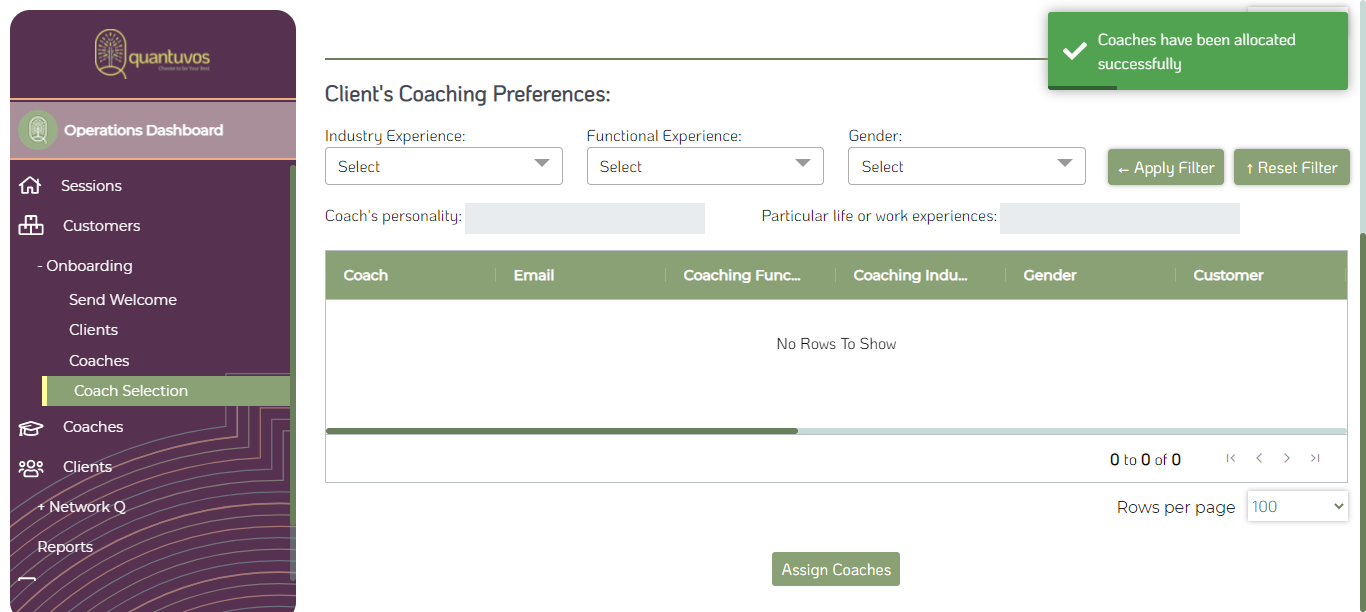 quantuvos
Choose to be Your Best
Operations Dashboard
Sessions
Customers
- Onboarding
Send Welcome
Clients
Coaches
Coach Selection
Coaches
Clients
+ Network Q
Reports
Coaches have been allocated
successfully
Client's Coaching Preferences:
Industry Experience:
Functional Experience:
Gender:
Select
Select
Select
← Apply Filter
↑ Reset Filter
Coach's personality:
Particular life or work experiences:
Coach
Email
Coaching Func...
Coaching Indu...
Gender
Customer
No Rows To Show
0 to 0 of 0
Rows per page
100
Assign Coaches